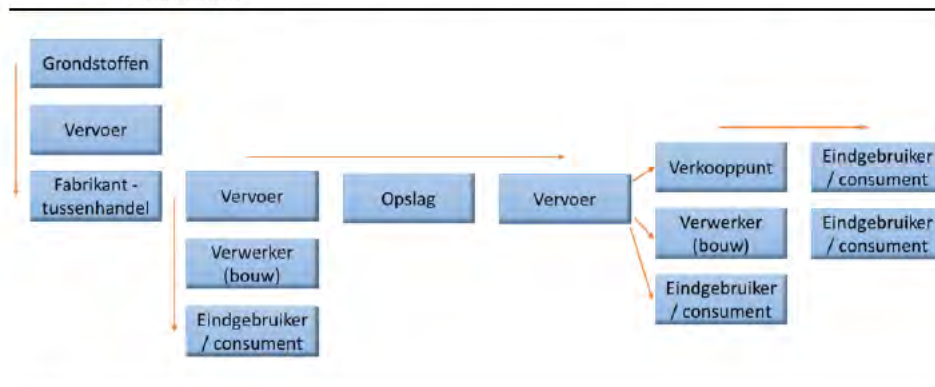 Grondstoffen
Vervoer
Fabrikant -
tussenhandel
Vervoer
Verwerker
(bouw)
Eindgebruiker
/ consument
Opslag
Vervoer
Verkooppunt
Verwerker
(bouw)
Eindgebruiker
/ consument
Eindgebruiker
/ consument
Eindgebruiker
/ consument